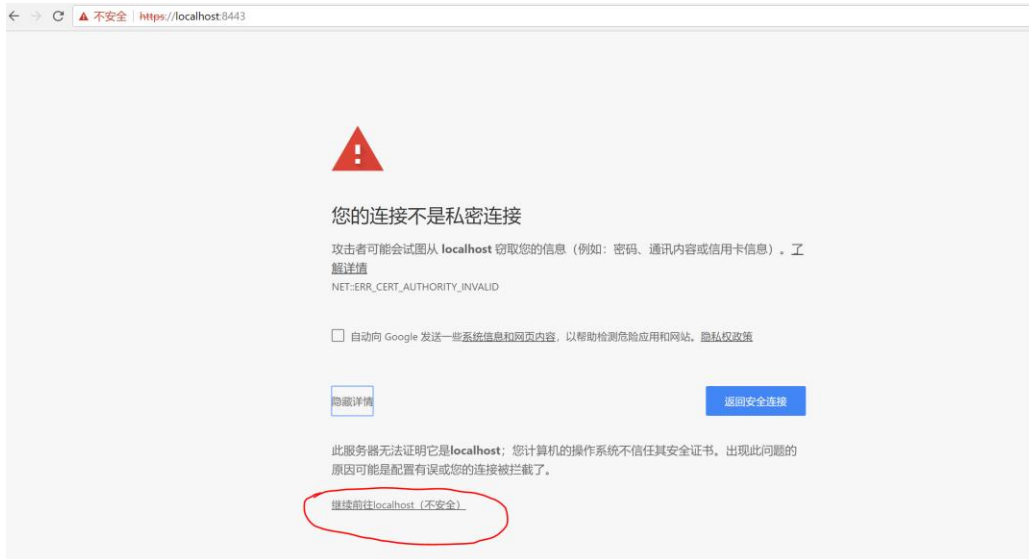 不安全 https://localhost:8443
您的连接不是私密连接
攻击者可能会试图从 localhost 窃取您的信息（例如：密码、通讯内容或信用卡信息）。了
解详情
NET::ERR_CERT_AUTHORITY_INVALID
自动向 Google 发送一些系统信息和网页内容，以帮助检测危险应用和网站。隐私权政策
隐藏详情 返回安全连接
此服务器无法证明它是localhost；您计算机的操作系统不信任其安全证书。出现此问题的
原因可能是配置有误或您的连接被拦截了。
继续前往localhost（不安全）